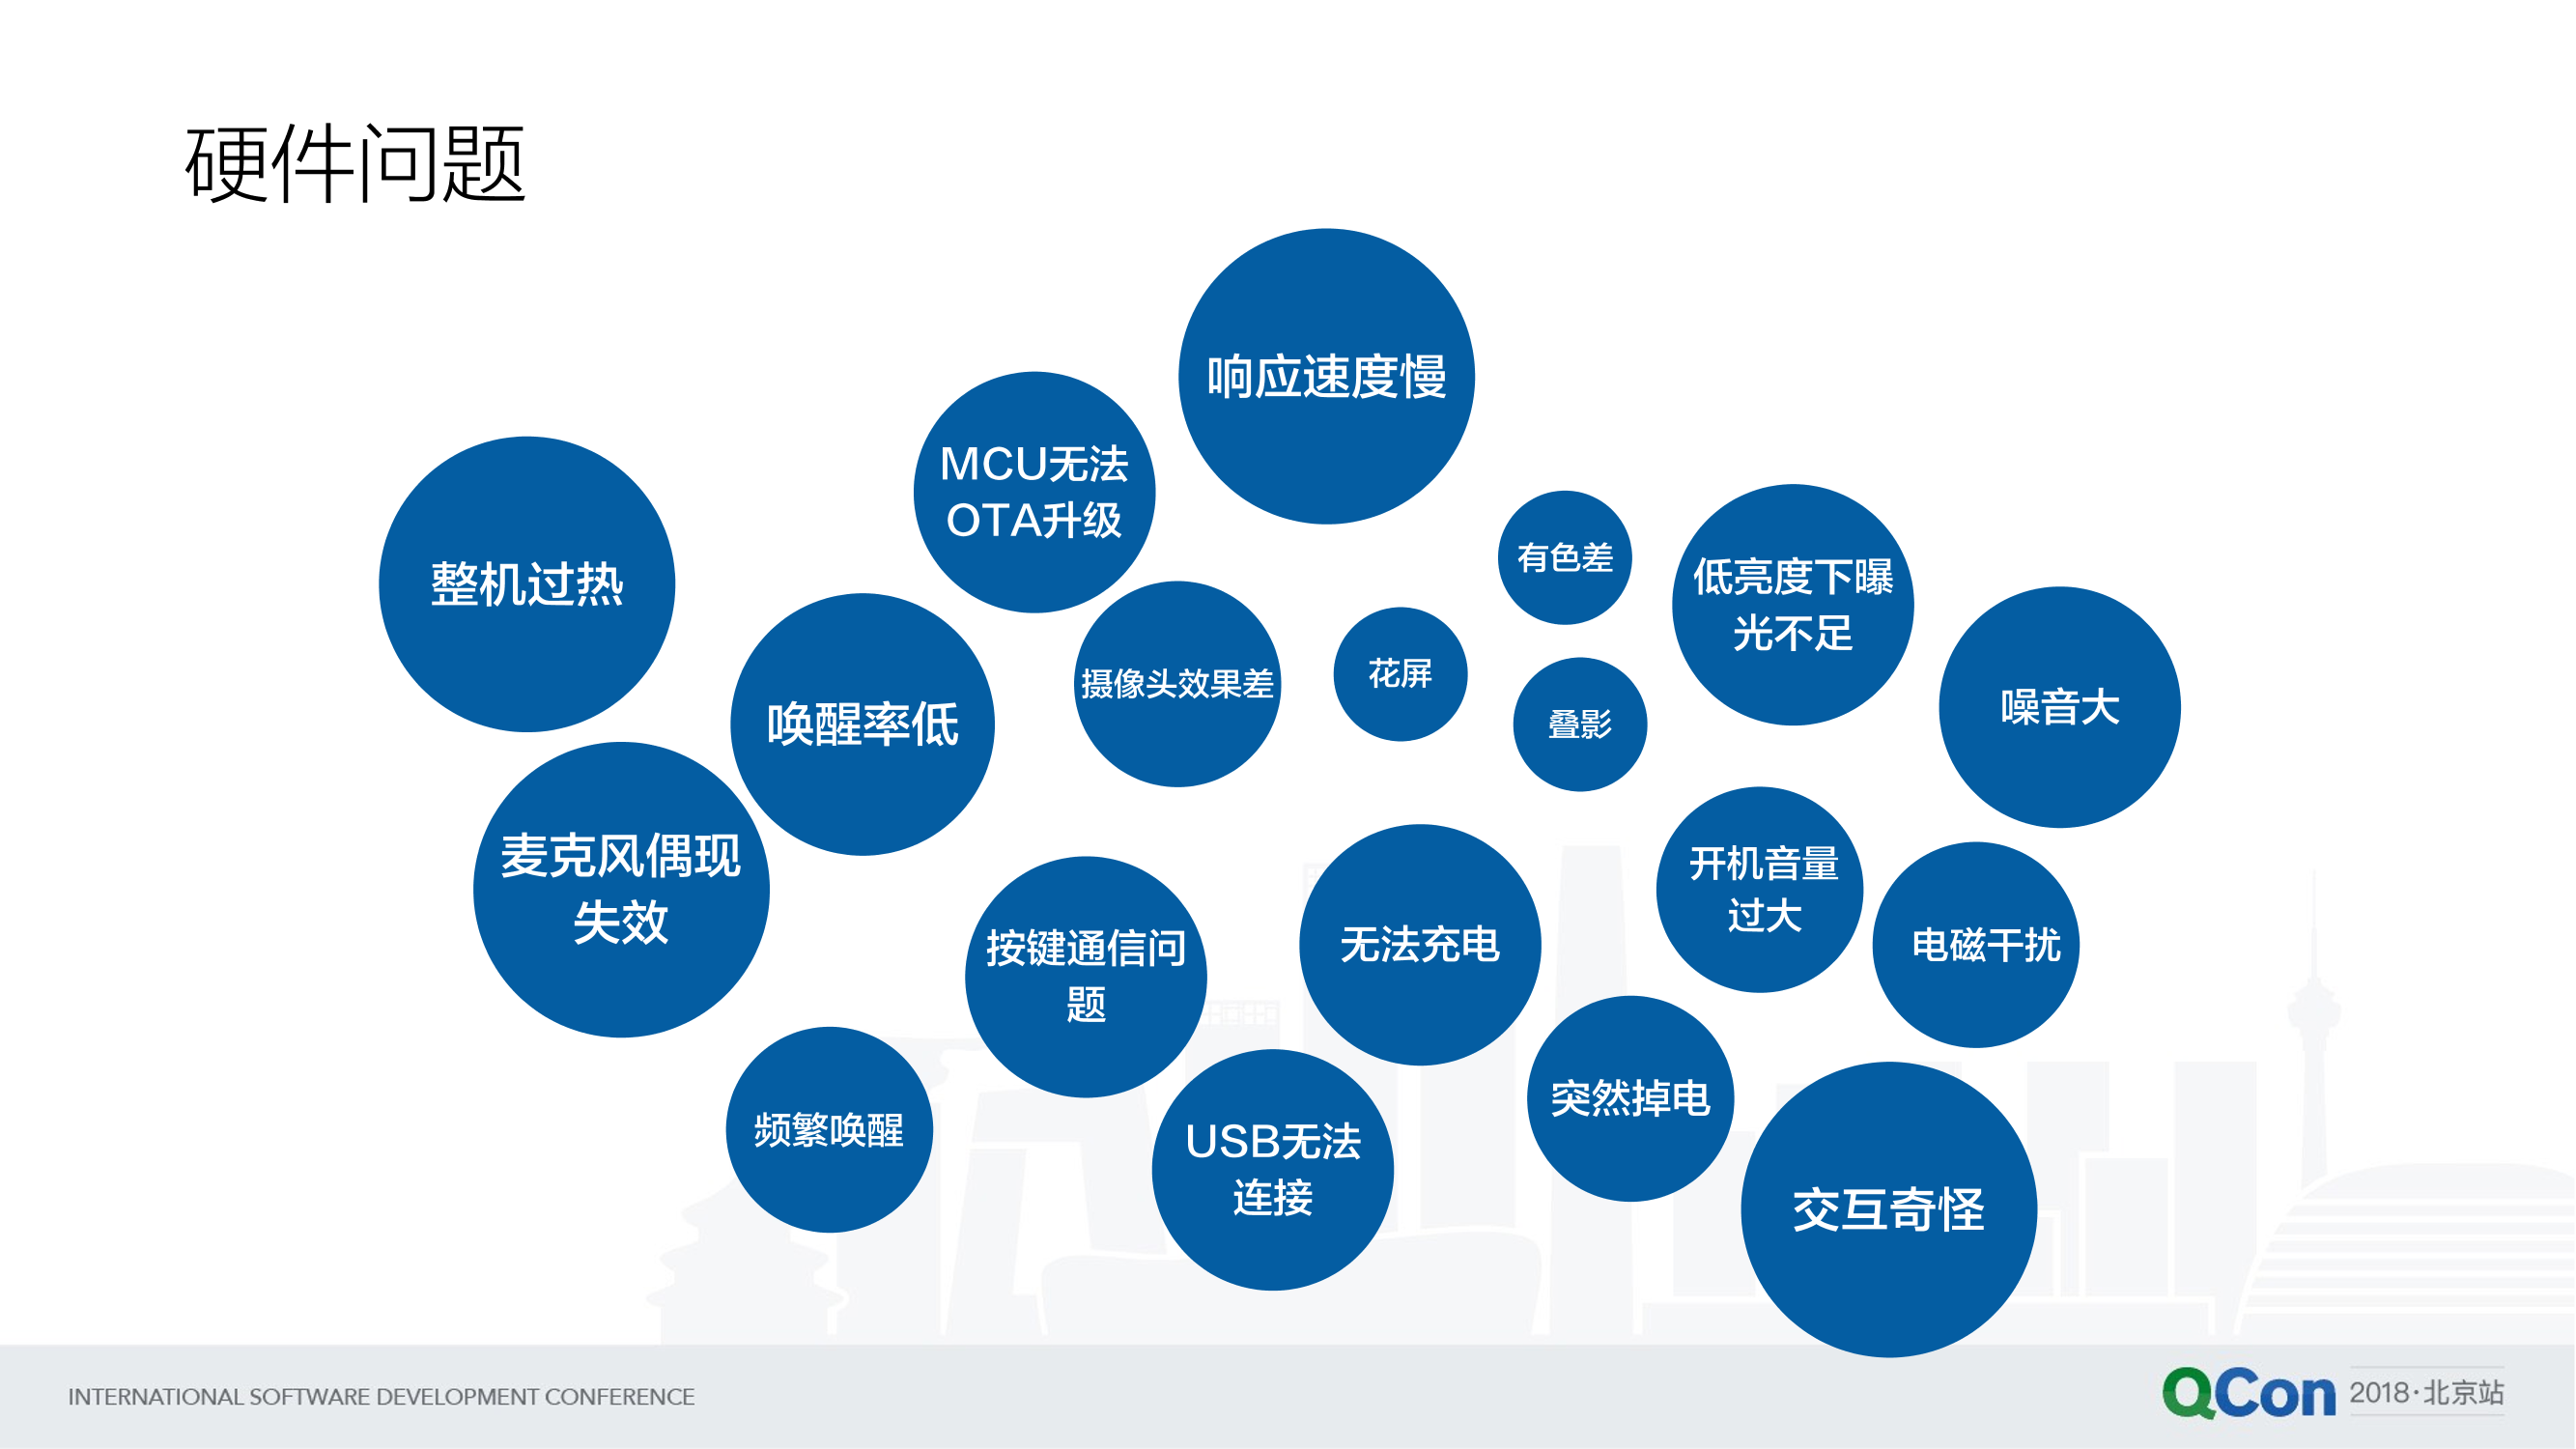 硬件问题
响应速度慢
MCU无法
OTA升级
整机过热
有色差
低亮度下曝
光不足
噪音大
唤醒率低
摄像头效果差
花屏
叠影
麦克风偶现
失效
按键通信问
题
无法充电
开机音量
过大
电磁干扰
频繁唤醒
USB无法
连接
突然掉电
交互奇怪
INTERNATIONAL SOFTWARE DEVELOPMENT CONFERENCE
QCon 2018·北京站